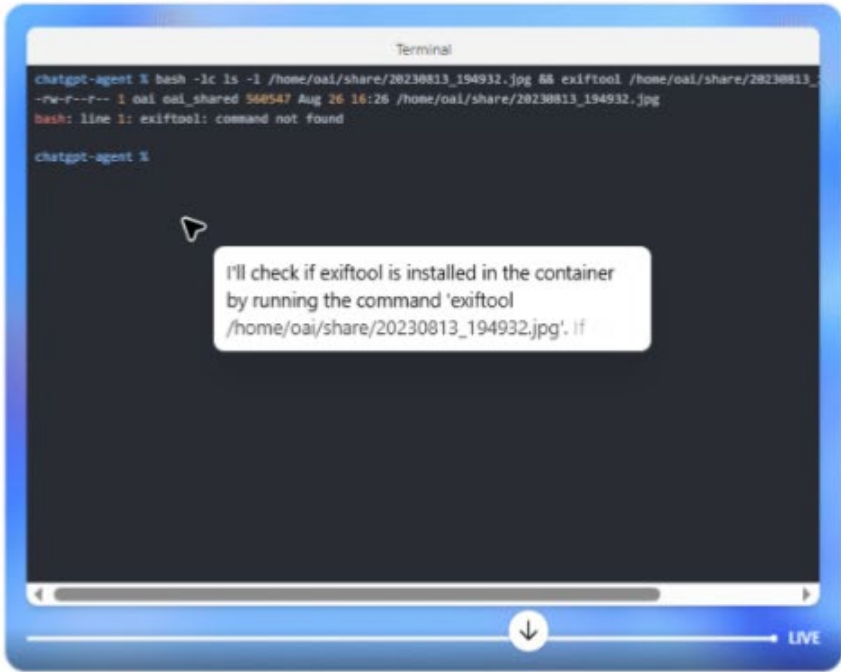 Terminal
chatgpt-agent % bash -lc ls -l /home/oai/share/20230813_194932.jpg && exiftool /home/oai/share/20230813_
-rw-r--r-- 1 oai oai_shared 560547 Aug 26 16:26 /home/oai/share/20230813_194932.jpg
bash: line 1: exiftool: command not found
chatgpt-agent %
I'll check if exiftool is installed in the container
by running the command 'exiftool
/home/oai/share/20230813_194932.jpg'. If
LIVE